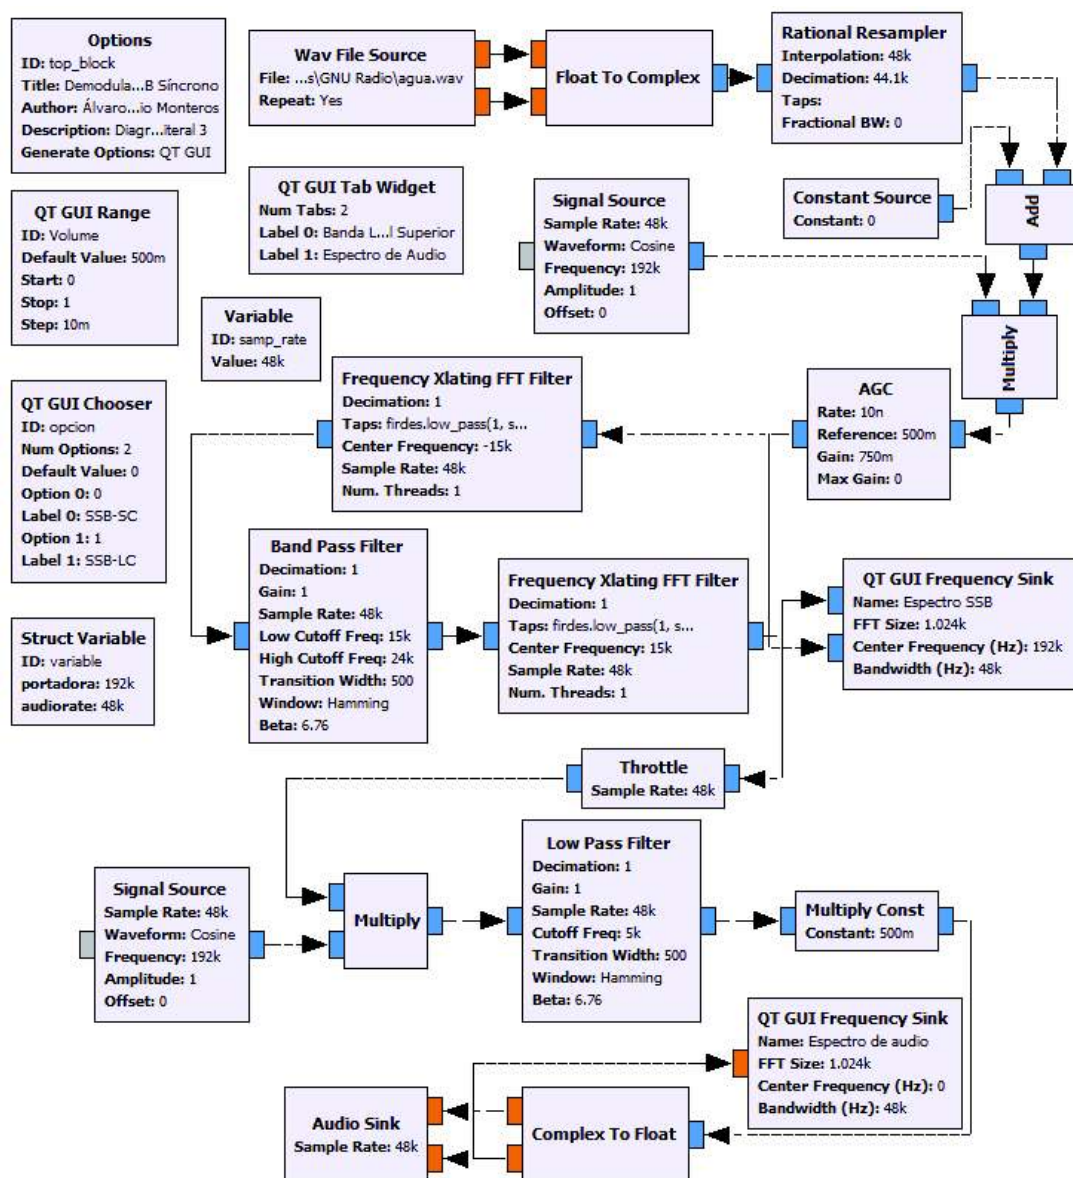 Options
ID: top_block
Title: Demodula...B Síncrono
Author: Álvaro...io Monteros
Description: Diagr...iteral 3
Generate Options: QT GUI
Wav File Source
File: ...s\GNU Radio\agua.wav
Repeat: Yes
Float To Complex
Rational Resampler
Interpolation: 48k
Decimation: 44.1k
Taps:
Fractional BW: 0
QT GUI Range
ID: Volume
Default Value: 500m
Start: 0
Stop: 1
Step: 10m
QT GUI Tab Widget
Num Tabs: 2
Label 0: Banda L...l Superior
Label 1: Espectro de Audio
Signal Source
Sample Rate: 48k
Waveform: Cosine
Frequency: 192k
Amplitude: 1
Offset: 0
Constant Source
Constant: 0
Add
Variable
ID: samp_rate
Value: 48k
Multiply
QT GUI Chooser
ID: opcion
Num Options: 2
Default Value: 0
Option 0: 0
Label 0: SSB-SC
Option 1: 1
Label 1: SSB-LC
Frequency Xlating FFT Filter
Decimation: 1
Taps: firdes.low_pass(1, s...
Center Frequency: -15k
Sample Rate: 48k
Num. Threads: 1
AGC
Rate: 10n
Reference: 500m
Gain: 750m
Max Gain: 0
Struct Variable
ID: variable
portadora: 192k
audiorate: 48k
Band Pass Filter
Decimation: 1
Gain: 1
Sample Rate: 48k
Low Cutoff Freq: 15k
High Cutoff Freq: 24k
Transition Width: 500
Window: Hamming
Beta: 6.76
Frequency Xlating FFT Filter
Decimation: 1
Taps: firdes.low_pass(1, s...
Center Frequency: 15k
Sample Rate: 48k
Num. Threads: 1
QT GUI Frequency Sink
Name: Espectro SSB
FFT Size: 1.024k
Center Frequency (Hz): 192k
Bandwidth (Hz): 48k
Throttle
Sample Rate: 48k
Signal Source
Sample Rate: 48k
Waveform: Cosine
Frequency: 192k
Amplitude: 1
Offset: 0
Multiply
Low Pass Filter
Decimation: 1
Gain: 1
Sample Rate: 48k
Cutoff Freq: 5k
Transition Width: 500
Window: Hamming
Beta: 6.76
Multiply Const
Constant: 500m
QT GUI Frequency Sink
Name: Espectro de audio
FFT Size: 1.024k
Center Frequency (Hz): 0
Bandwidth (Hz): 48k
Audio Sink
Sample Rate: 48k
Complex To Float